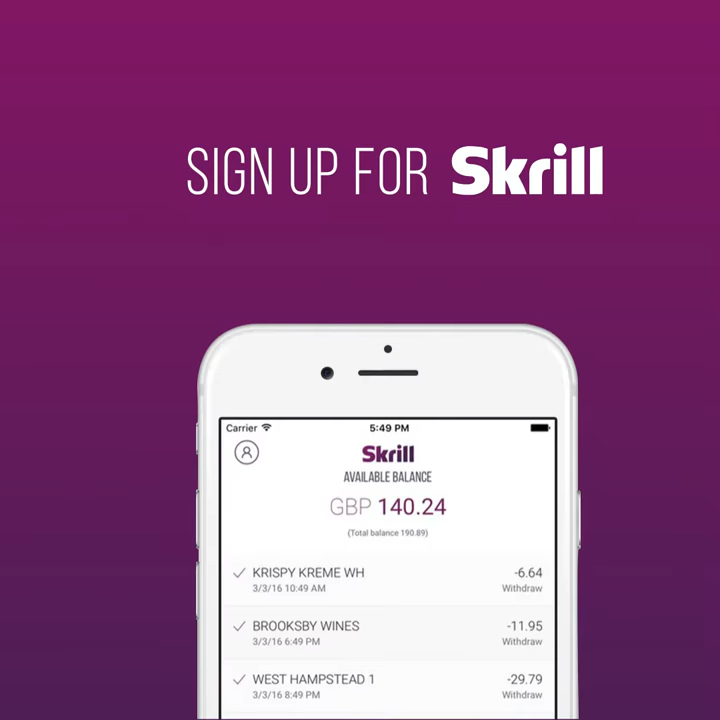 SIGN UP FOR Skrill
Carrier 5:49 PM
Skrill
AVAILABLE BALANCE
GBP 140.24
(Total balance 190.89)
KRISPY KREME WH -6.64
3/3/16 10:49 AM Withdraw
BROOKSBY WINES -11.95
3/3/16 6:49 PM Withdraw
WEST HAMPSTEAD 1 -29.79
3/3/16 8:49 PM Withdraw